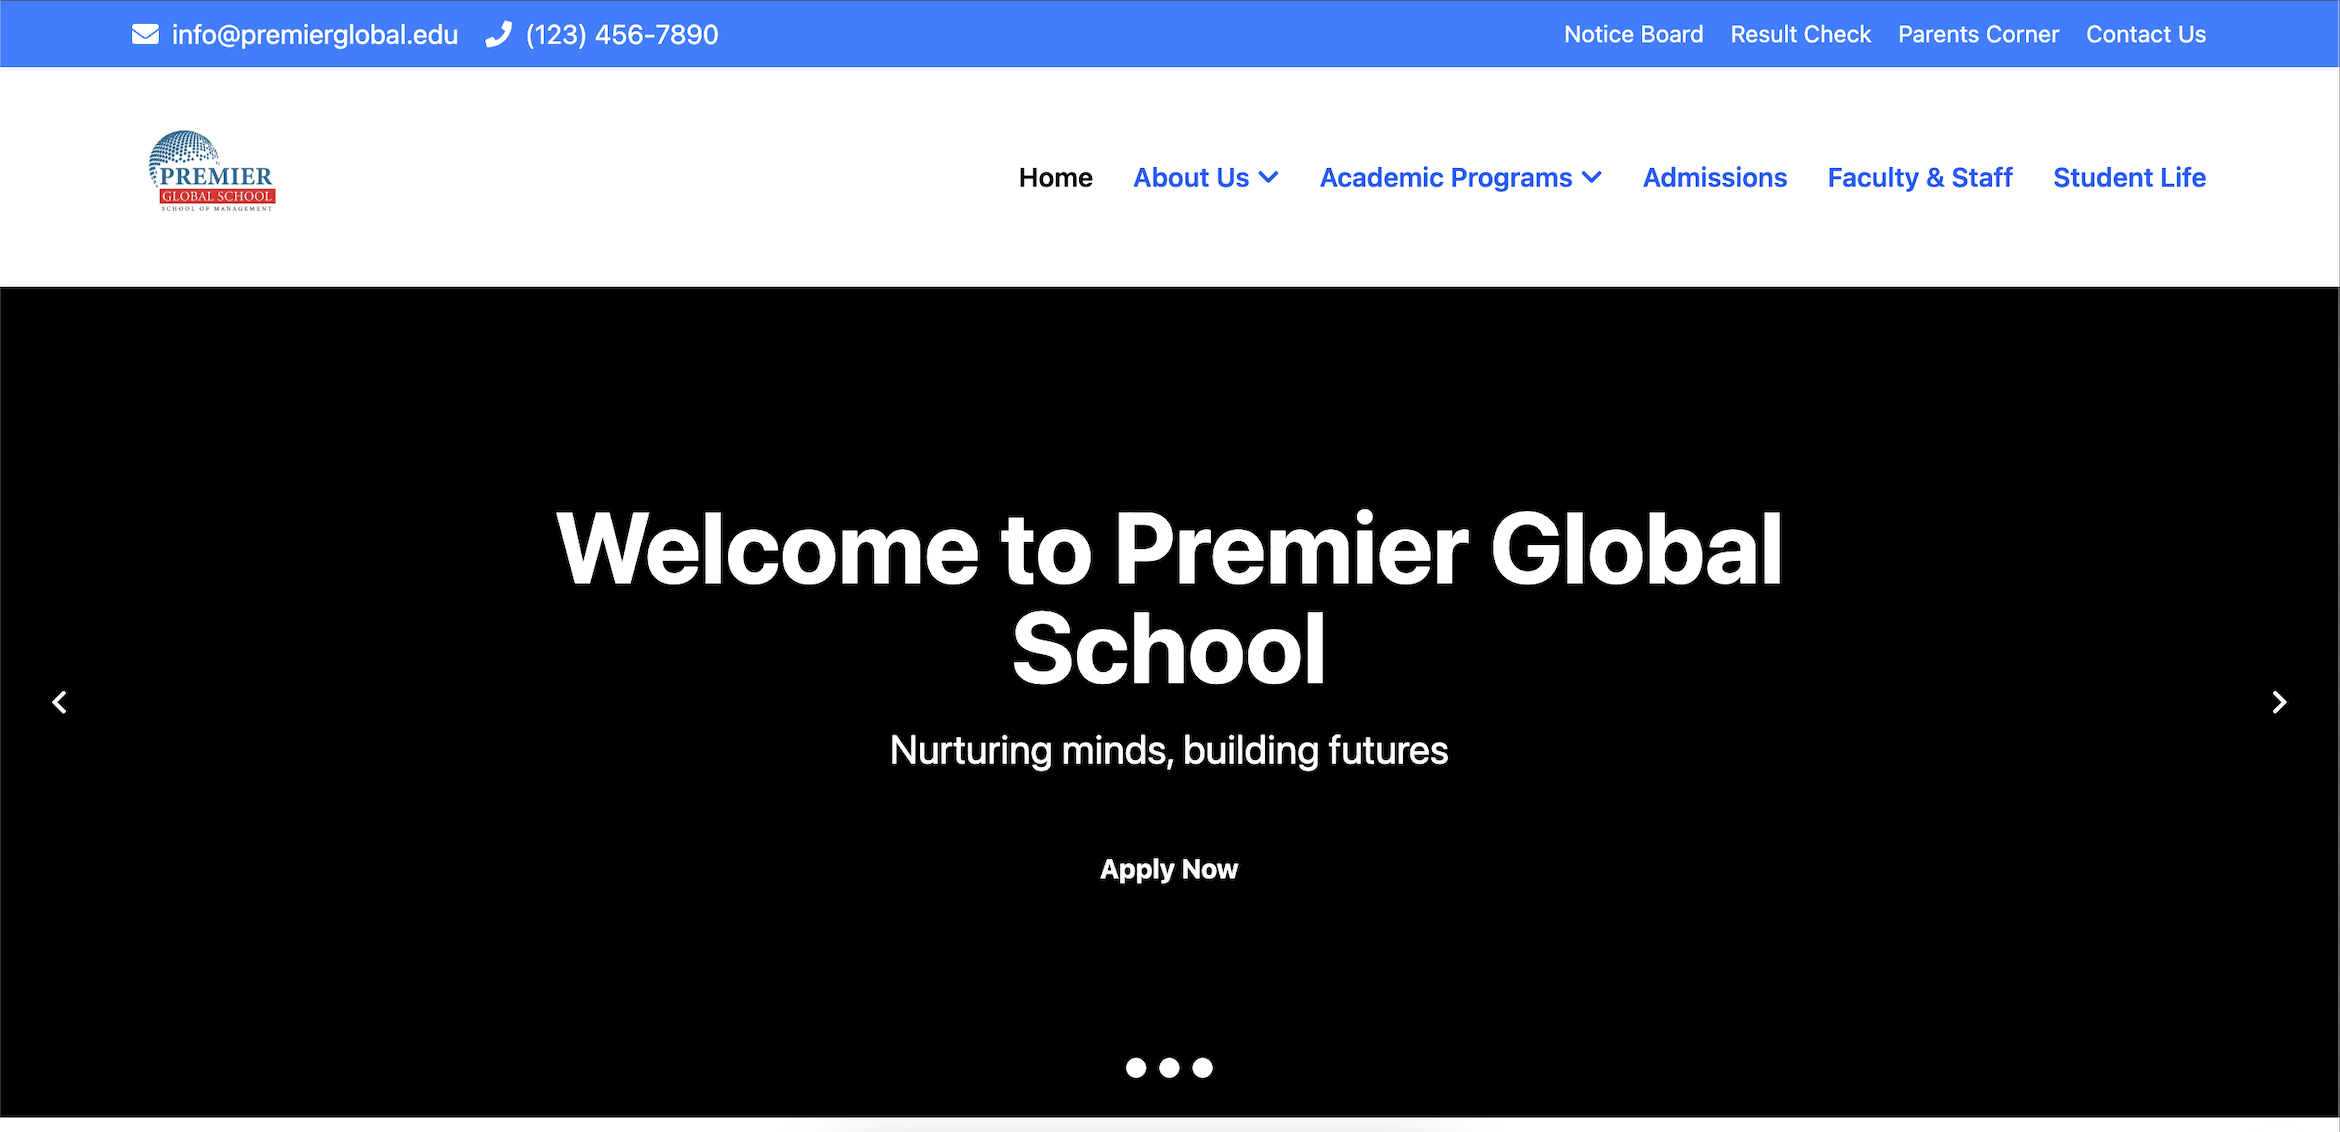 info@premierglobal.edu (123) 456-7890 Notice Board Result Check Parents Corner Contact Us
PREMIER
GLOBAL SCHOOL
SCHOOL OF MANAGEMENT
Home About Us Academic Programs Admissions Faculty & Staff Student Life
Welcome to Premier Global
School
Nurturing minds, building futures
Apply Now